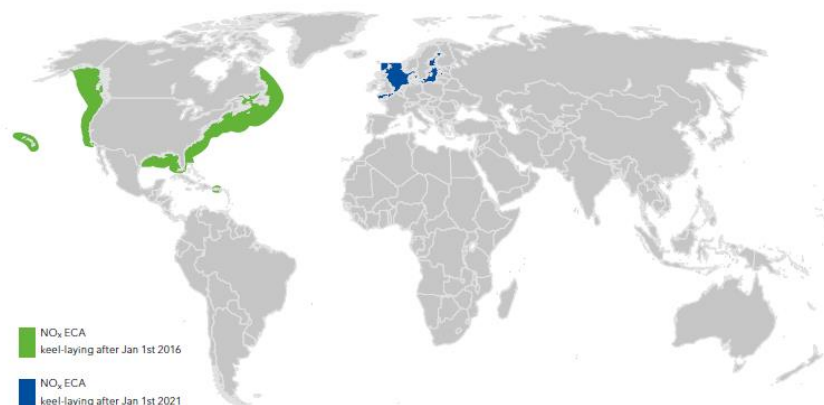 NOₓ ECA
keel-laying after Jan 1st 2016
NOₓ ECA
keel-laying after Jan 1st 2021